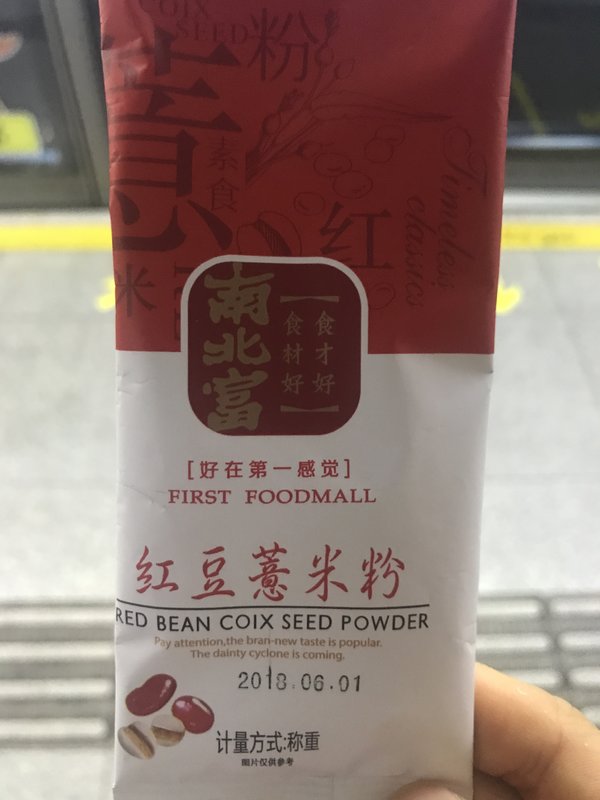 COIX
SEED
粉
薏
素食
红
米
Timeless
classics
南北富
【食材好
食才好】
[好在第一感觉]
FIRST FOODMALL
红豆薏米粉
RED BEAN COIX SEED POWDER
Pay attention,the bran-new taste is popular.
The dainty cyclone is coming.
2018.06.01
计量方式:称重
图片仅供参考